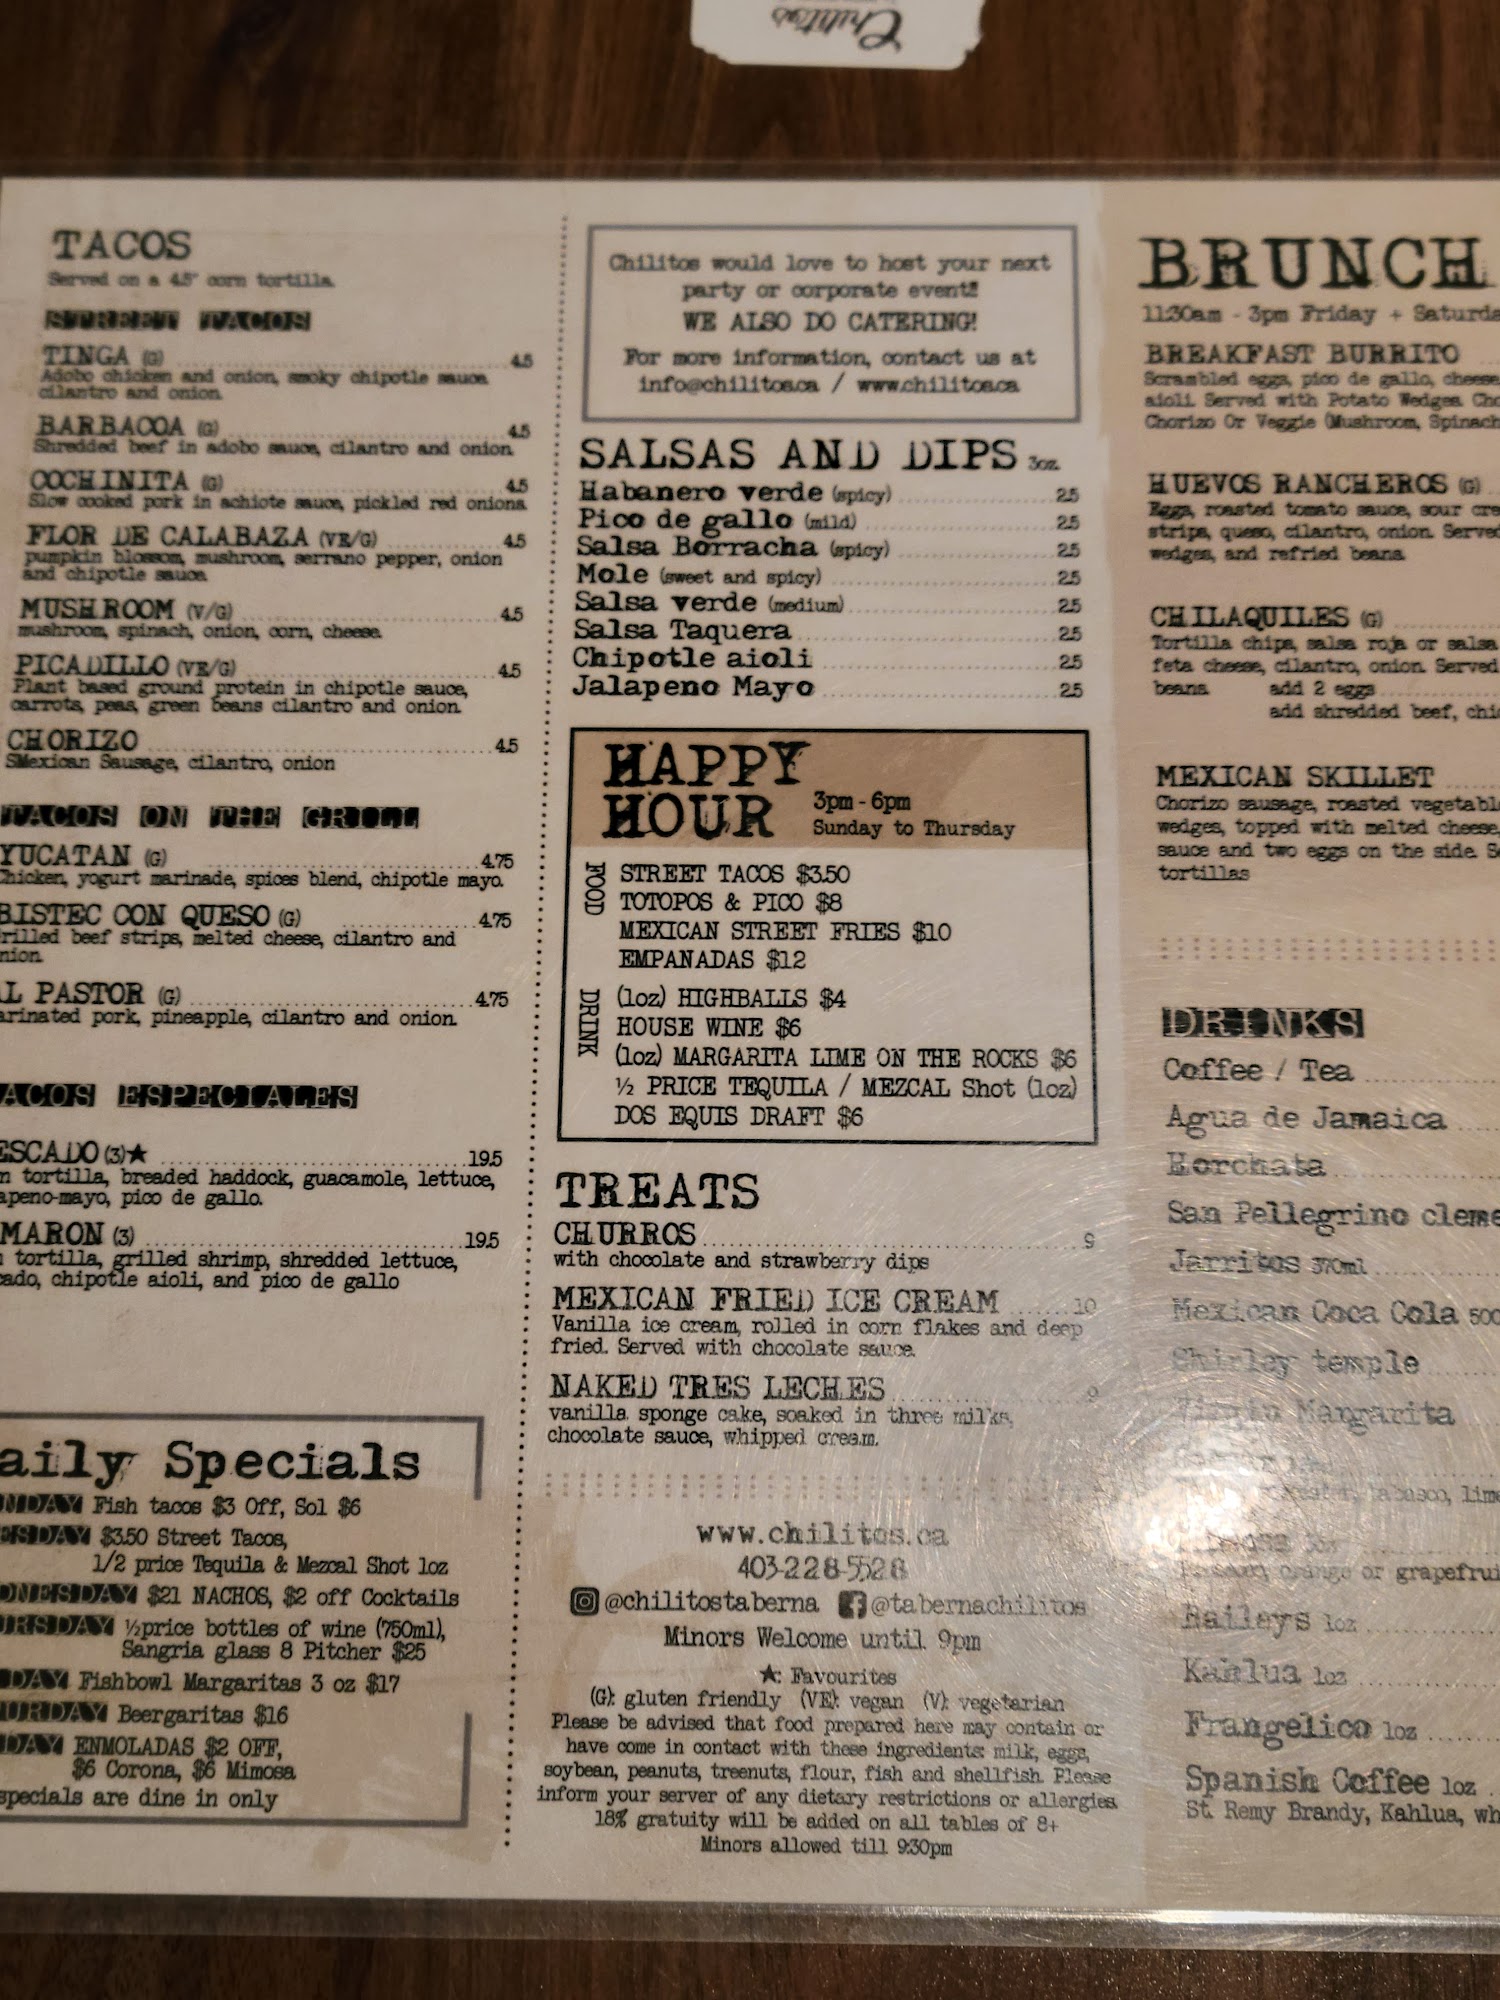 Chilitos
TACOS
Served on a 4.5" corn tortilla.
STREET TACOS
TINGA (G) 4.5
Adobo chicken and onion, smoky chipotle sauce
cilantro and onion.
BARBACOA (G) 4.5
Shredded beef in adobo sauce, cilantro and onion.
COCHINITA (G) 4.5
Slow cooked pork in achiote sauce, pickled red onions
FLOR DE CALABAZA (VE/G) 4.5
pumpkin blossom, mushroom, serrano pepper, onion
and chipotle sauce
MUSHROOM (V/G) 4.5
mushroom, spinach, onion, corn, cheese.
PICADILLO (VE/G) 4.5
Plant based ground protein in chipotle sauce,
carrots, peas, green beans cilantro and onion.
CHORIZO 4.5
SMexican Sausage, cilantro, onion
TACOS ON THE GRILL
YUCATAN (G) 4.75
Chicken, yogurt marinade, spices blend, chipotle mayo.
BISTEC CON QUESO (G) 4.75
rilled beef strips, melted cheese, cilantro and
nion.
L PASTOR (G) 4.75
arinated pork, pineapple, cilantro and onion.
ACOS ESPECIALES
ESCADO (3)★ 19.5
n tortilla, breaded haddock, guacamole, lettuce,
apeno-mayo, pico de gallo.
MARON (3) 19.5
tortilla, grilled shrimp, shredded lettuce,
cado, chipotle aioli, and pico de gallo
aily Specials
NDAY Fish tacos $3 Off, Sol $6
ESDAY $3.50 Street Tacos,
1/2 price Tequila & Mezcal Shot 1oz
DNESDAY $21 NACHOS, $2 off Cocktails
URSDAY ½price bottles of wine (750ml),
Sangria glass 8 Pitcher $25
DAY Fishbowl Margaritas 3 oz $17
URDAY Beergaritas $16
DAY ENMOLADAS $2 OFF,
$6 Corona, $6 Mimosa
specials are dine in only
Chilitos would love to host your next
party or corporate event!!
WE ALSO DO CATERING!
For more information, contact us at
info@chilitos.ca / www.chilitos.ca
SALSAS AND DIPS 3oz.
Habanero verde (spicy) 2.5
Pico de gallo (mild) 2.5
Salsa Borracha (spicy) 2.5
Mole (sweet and spicy) 2.5
Salsa verde (medium) 2.5
Salsa Taquera 2.5
Chipotle aioli 2.5
Jalapeno Mayo 2.5
HAPPY
HOUR 3pm - 6pm
Sunday to Thursday
FOOD
STREET TACOS $3.50
TOTOPOS & PICO $8
MEXICAN STREET FRIES $10
EMPANADAS $12
DRINK
(1oz) HIGHBALLS $4
HOUSE WINE $6
(1oz) MARGARITA LIME ON THE ROCKS $6
½ PRICE TEQUILA / MEZCAL Shot (1oz)
DOS EQUIS DRAFT $6
TREATS
CHURROS 9
with chocolate and strawberry dips
MEXICAN FRIED ICE CREAM 10
Vanilla ice cream, rolled in corn flakes and deep
fried. Served with chocolate sauce.
NAKED TRES LECHES 9
vanilla sponge cake, soaked in three milks,
chocolate sauce, whipped cream.
www.chilitos.ca
403-228-5528
@chilitostaberna @tabernachilitos
Minors Welcome until 9pm
★: Favourites
(G): gluten friendly (VE): vegan (V): vegetarian
Please be advised that food prepared here may contain or
have come in contact with these ingredients: milk, eggs,
soybean, peanuts, treenuts, flour, fish and shellfish. Please
inform your server of any dietary restrictions or allergies.
18% gratuity will be added on all tables of 8+
Minors allowed till 9:30pm
BRUNCH
11:30am - 3pm Friday + Saturda
BREAKFAST BURRITO
Scrambled eggs, pico de gallo, cheese
aioli. Served with Potato Wedges. Cho
Chorizo Or Veggie (Mushroom, Spinach
HUEVOS RANCHEROS (G)
Eggs, roasted tomato sauce, sour cre
strips, queso, cilantro, onion. Served
wedges, and refried beans.
CHILAQUILES (G)
Tortilla chips, salsa roja or salsa
feta cheese, cilantro, onion. Served
beans. add 2 eggs
add shredded beef, chic
MEXICAN SKILLET
Chorizo sausage, roasted vegetabl
wedges, topped with melted cheese,
sauce and two eggs on the side. Se
tortillas
DRINKS
Coffee / Tea
Agua de Jamaica
Horchata
San Pellegrino cleme
Jarritos 370ml
Mexican Coca Cola 500
Shirley temple
Virgin Margarita
tabasco, lime
orange or grapefrui
Baileys 1oz
Kahlua 1oz
Frangelico 1oz
Spanish Coffee 1oz
St. Remy Brandy, Kahlua, wh